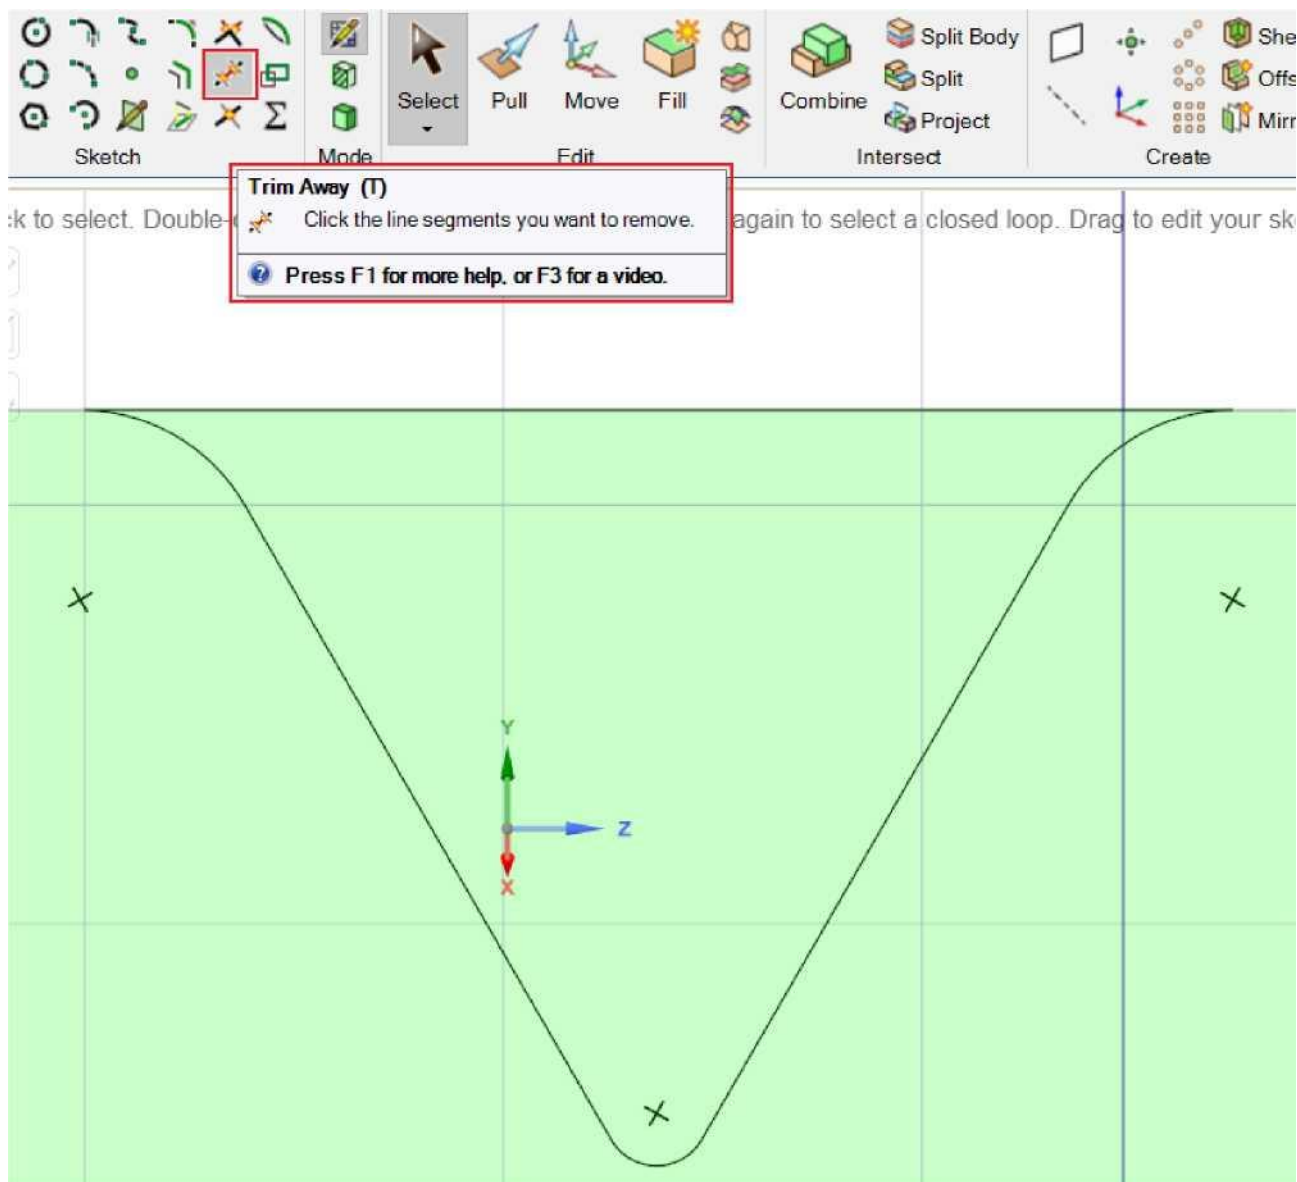 Split Body
She
Select
Pull
Move
Fill
Combine
Split
Offs
Project
Mirr
Sketch
Mode
Edit
Intersect
Create
Trim Away (T)
Click the line segments you want to remove.
Press F1 for more help, or F3 for a video.
ck to select. Double-
again to select a closed loop. Drag to edit your sk
Y
Z
X